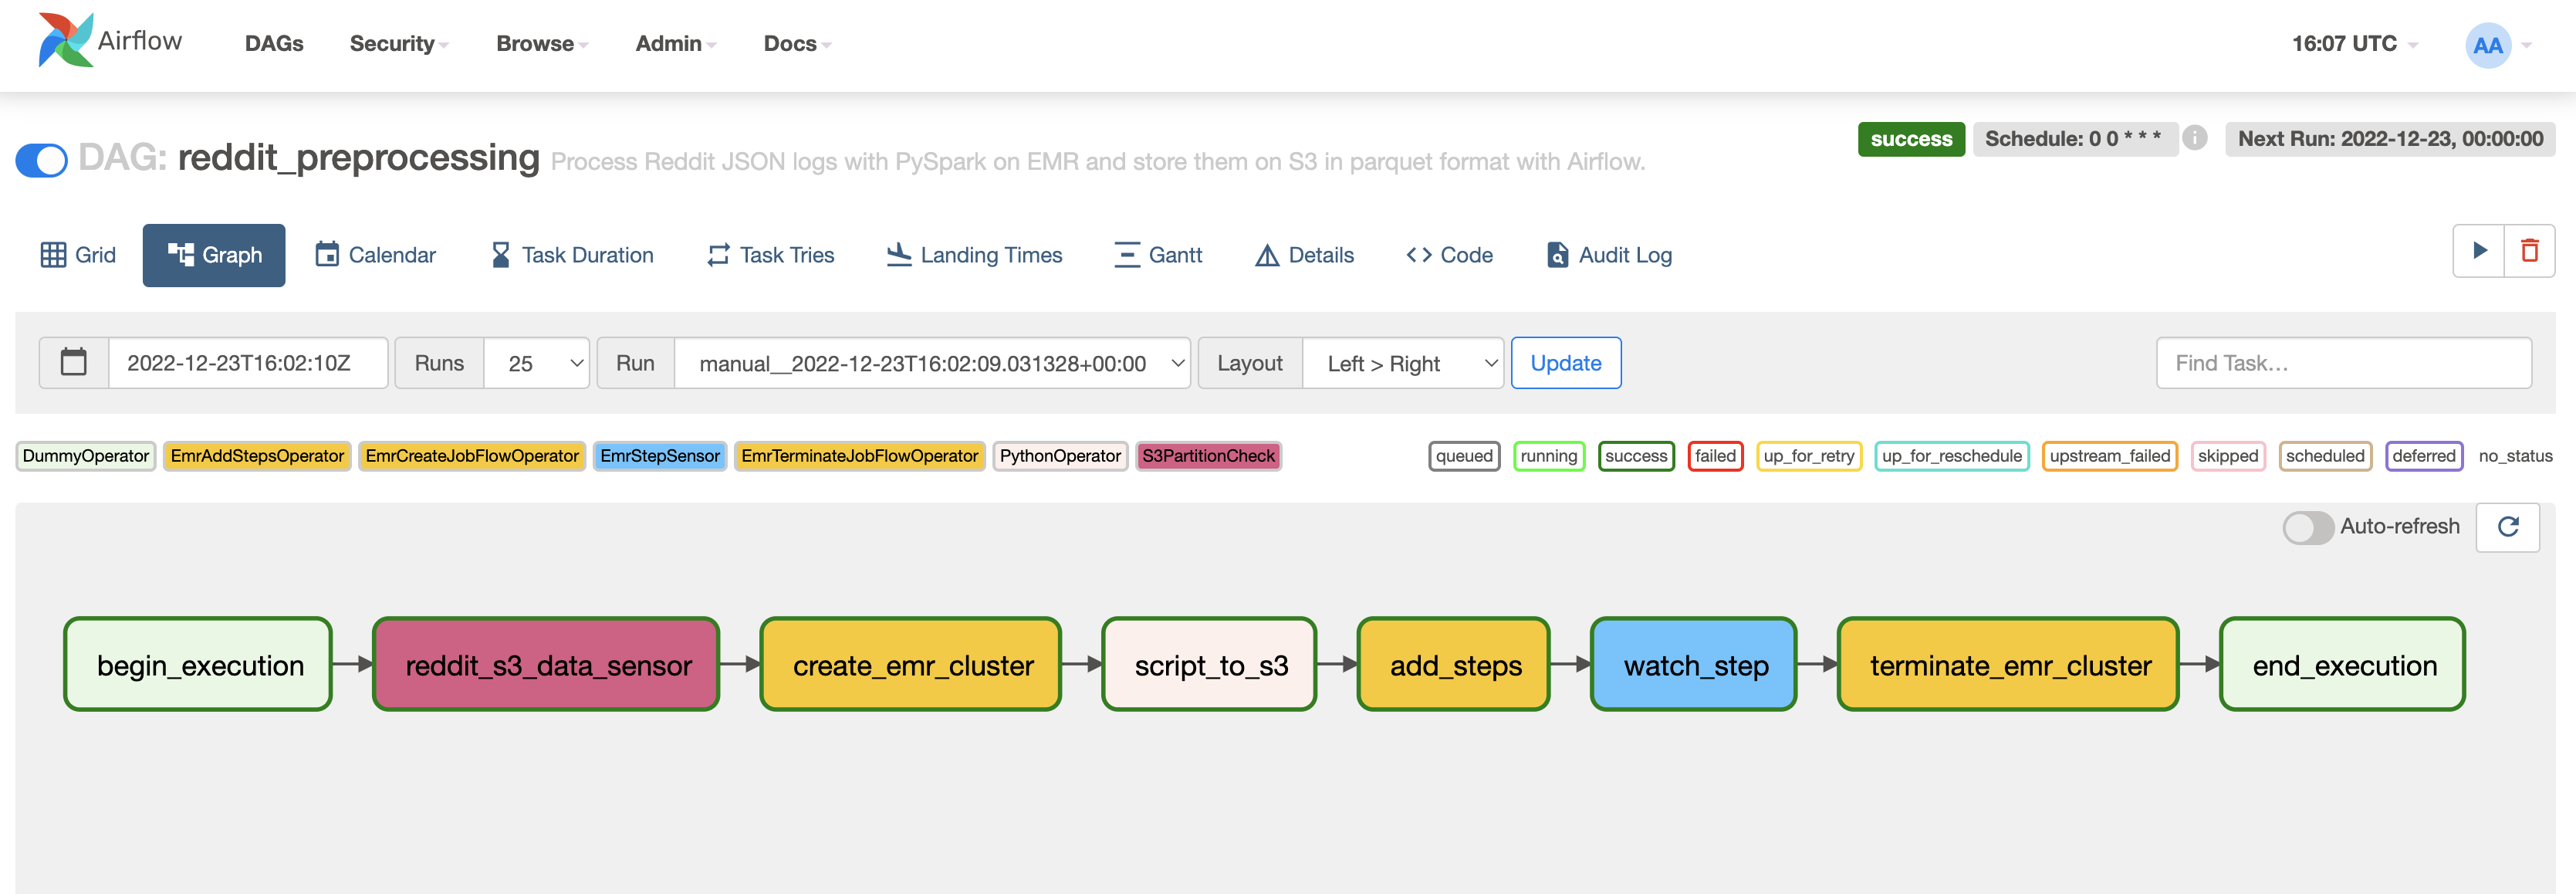 Airflow DAGs Security Browse Admin Docs 16:07 UTC AA
success Schedule: 0 0 * * * i Next Run: 2022-12-23, 00:00:00
DAG: reddit_preprocessing Process Reddit JSON logs with PySpark on EMR and store them on S3 in parquet format with Airflow.
Grid Graph Calendar Task Duration Task Tries Landing Times Gantt Details Code Audit Log
2022-12-23T16:02:10Z Runs 25 Run manual__2022-12-23T16:02:09.031328+00:00 Layout Left > Right Update Find Task…
DummyOperator EmrAddStepsOperator EmrCreateJobFlowOperator EmrStepSensor EmrTerminateJobFlowOperator PythonOperator S3PartitionCheck queued running success failed up_for_retry up_for_reschedule upstream_failed skipped scheduled deferred no_status
Auto-refresh
begin_execution reddit_s3_data_sensor create_emr_cluster script_to_s3 add_steps watch_step terminate_emr_cluster end_execution